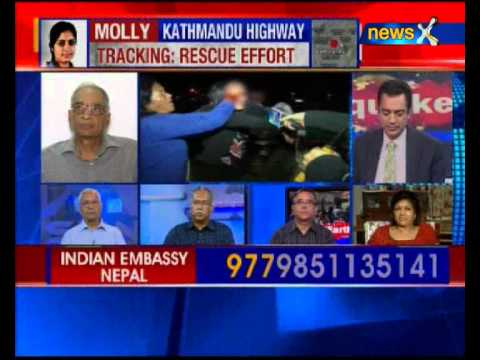 MOLLY
KATHMANDU HIGHWAY
TRACKING: RESCUE EFFORT
newsX
quake
INDIAN EMBASSY
NEPAL
9779851135141